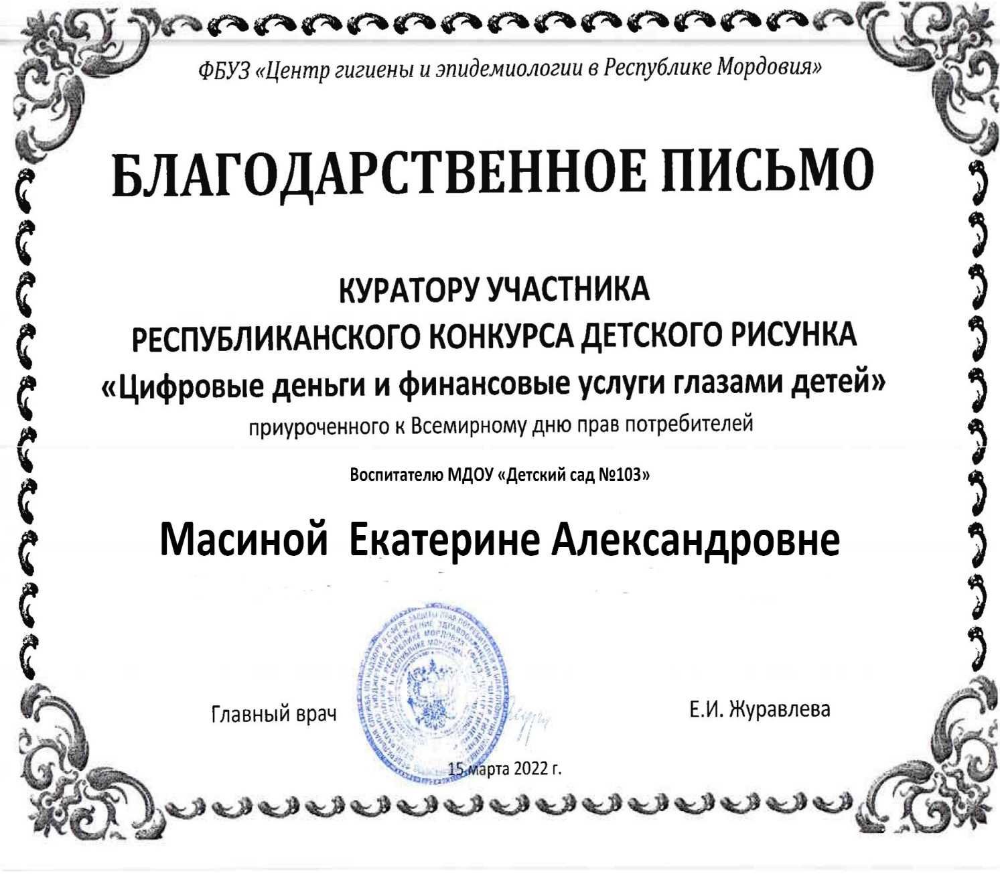 ФБУЗ «Центр гигиены и эпидемиологии в Республике Мордовия»
БЛАГОДАРСТВЕННОЕ ПИСЬМО
КУРАТОРУ УЧАСТНИКА
РЕСПУБЛИКАНСКОГО КОНКУРСА ДЕТСКОГО РИСУНКА
«Цифровые деньги и финансовые услуги глазами детей»
приуроченного к Всемирному дню прав потребителей
Воспитателю МДОУ «Детский сад №103»
Масиной Екатерине Александровне
Главный врач
Е.И. Журавлева
15 марта 2022 г.